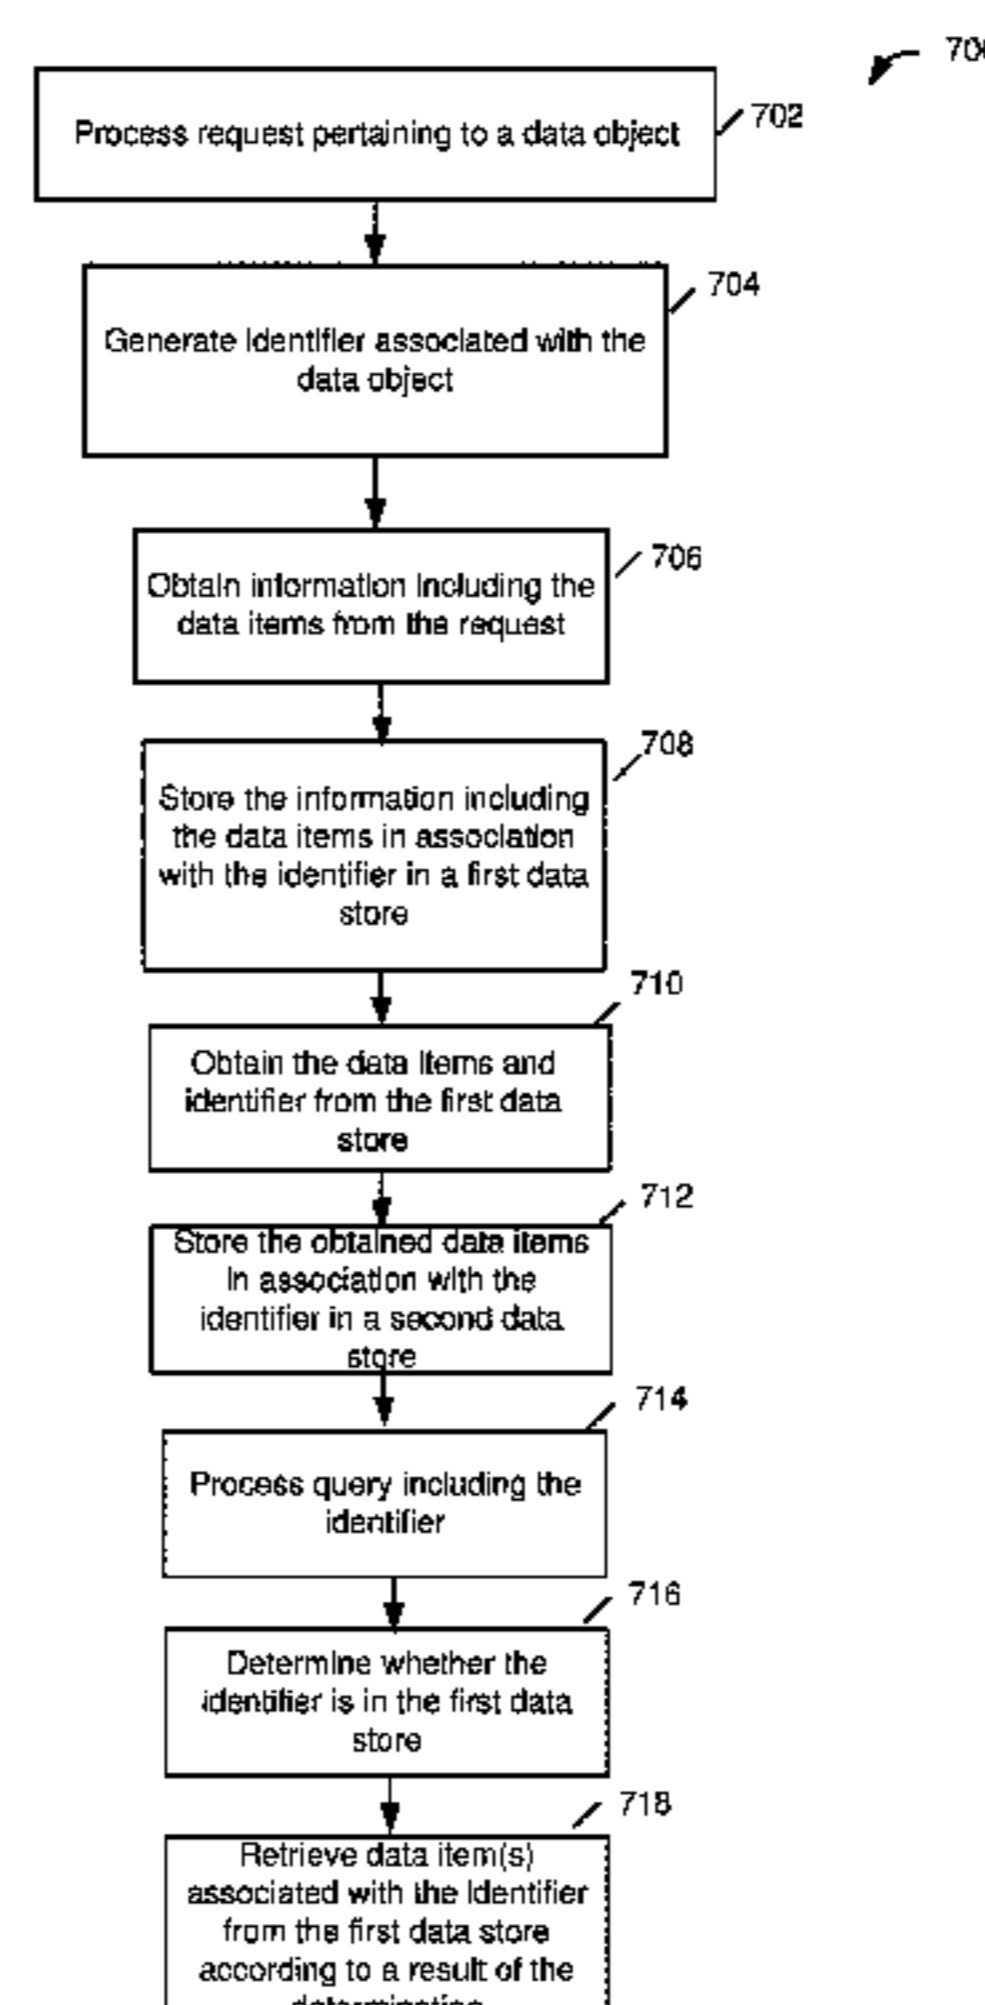 702
Process request pertaining to a data object
704
Generate identifier associated with the
data object
706
Obtain information including the
data items from the request
708
Store the information including
the data items in association
with the identifier in a first data
store
710
Obtain the data items and
identifier from the first data
store
712
Store the obtained data items
in association with the
identifier in a second data
store
714
Process query including the
identifier
716
Determine whether the
identifier is in the first data
store
718
Retrieve data item(s)
associated with the identifier
from the first data store
according to a result of the